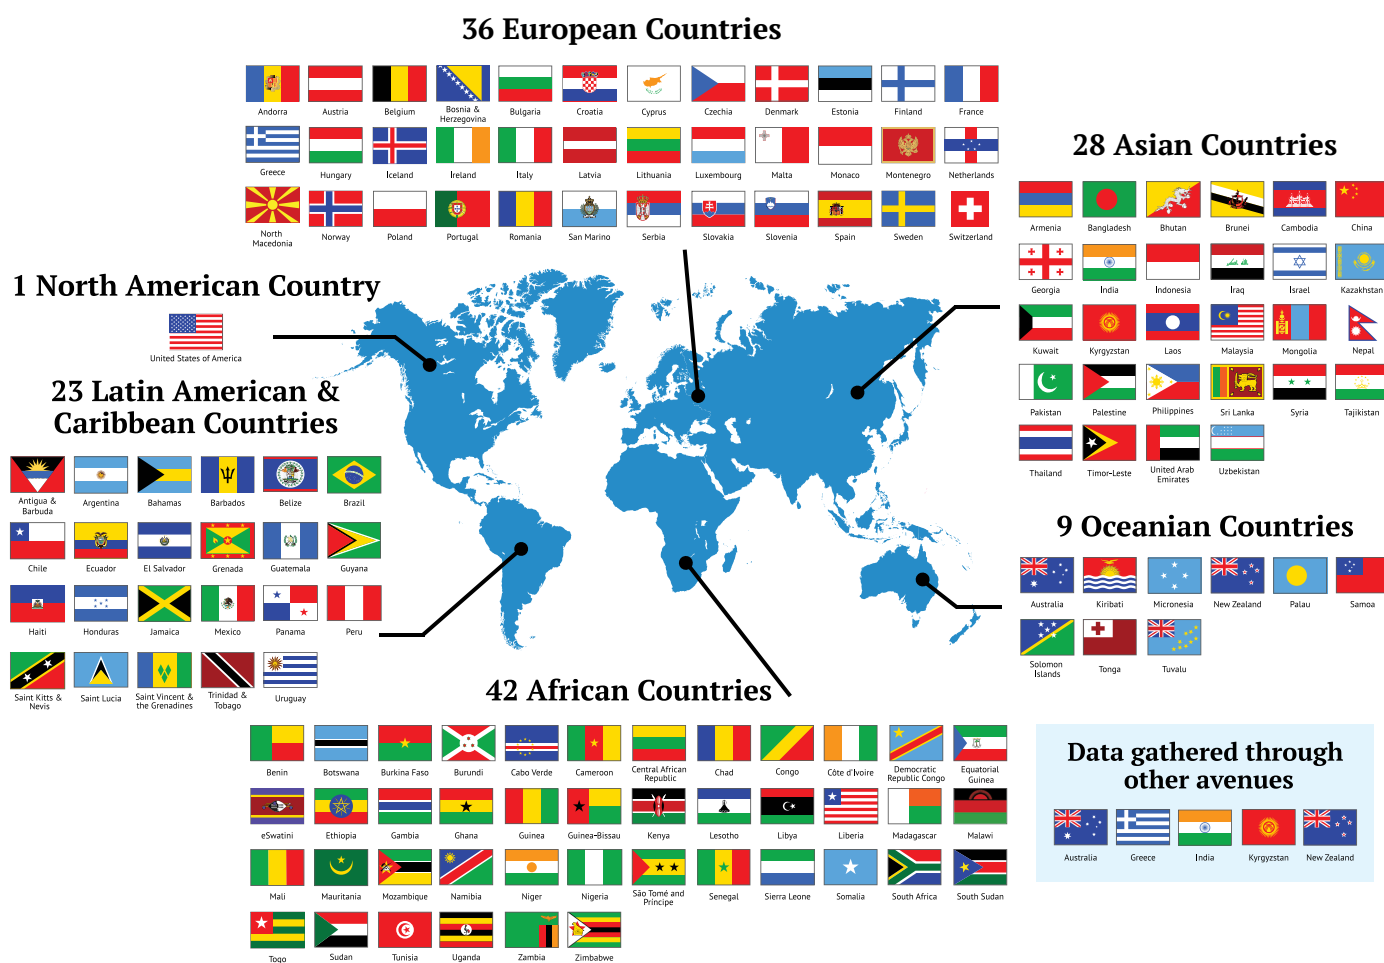 36 European Countries
Andorra
Austria
Belgium
Bosnia &
Herzegovina
Bulgaria
Croatia
Cyprus
Czechia
Denmark
Estonia
Finland
France
Greece
Hungary
Iceland
Ireland
Italy
Latvia
Lithuania
Luxembourg
Malta
Monaco
Montenegro
Netherlands
North
Macedonia
Norway
Poland
Portugal
Romania
San Marino
Serbia
Slovakia
Slovenia
Spain
Sweden
Switzerland
28 Asian Countries
Armenia
Bangladesh
Bhutan
Brunei
Cambodia
China
Georgia
India
Indonesia
Iraq
Israel
Kazakhstan
Kuwait
Kyrgyzstan
Laos
Malaysia
Mongolia
Nepal
Pakistan
Palestine
Philippines
Sri Lanka
Syria
Tajikistan
Thailand
Timor-Leste
United Arab
Emirates
Uzbekistan
1 North American Country
United States of America
23 Latin American &
Caribbean Countries
Antigua &
Barbuda
Argentina
Bahamas
Barbados
Belize
Brazil
Chile
Ecuador
El Salvador
Grenada
Guatemala
Guyana
Haiti
Honduras
Jamaica
Mexico
Panama
Peru
Saint Kitts &
Nevis
Saint Lucia
Saint Vincent &
the Grenadines
Trinidad &
Tobago
Uruguay
9 Oceanian Countries
Australia
Kiribati
Micronesia
New Zealand
Palau
Samoa
Solomon
Islands
Tonga
Tuvalu
42 African Countries
Benin
Botswana
Burkina Faso
Burundi
Cabo Verde
Cameroon
Central African
Republic
Chad
Congo
Côte d'Ivoire
Democratic
Republic Congo
Equatorial
Guinea
eSwatini
Ethiopia
Gambia
Ghana
Guinea
Guinea-Bissau
Kenya
Lesotho
Libya
Liberia
Madagascar
Malawi
Mali
Mauritania
Mozambique
Namibia
Niger
Nigeria
São Tomé and
Príncipe
Senegal
Sierra Leone
Somalia
South Africa
South Sudan
Togo
Sudan
Tunisia
Uganda
Zambia
Zimbabwe
Data gathered through
other avenues
Australia
Greece
India
Kyrgyzstan
New Zealand